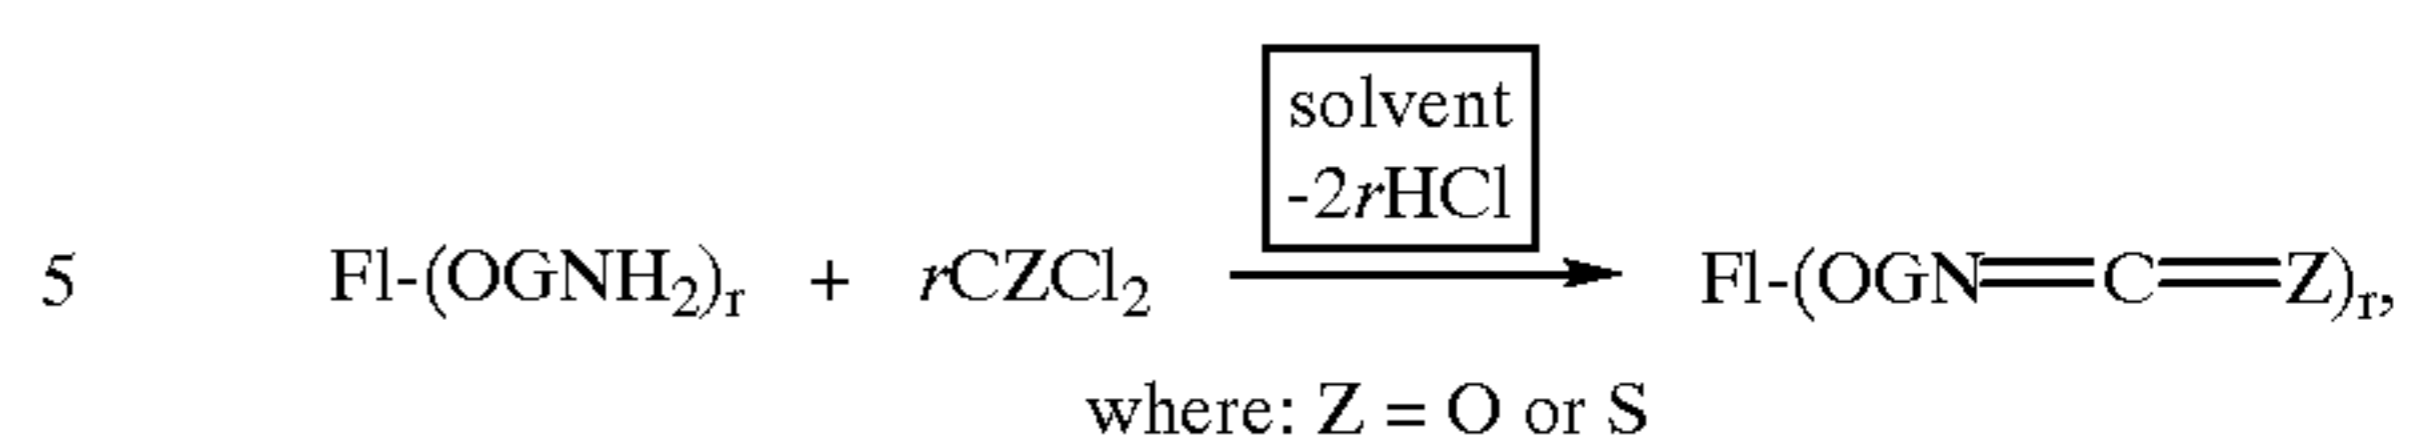 solvent
-2rHCl
5 Fl-(OGNH₂)ᵣ + rCZCl₂ Fl-(OGN=C=Z)ᵣ,
where: Z = O or S